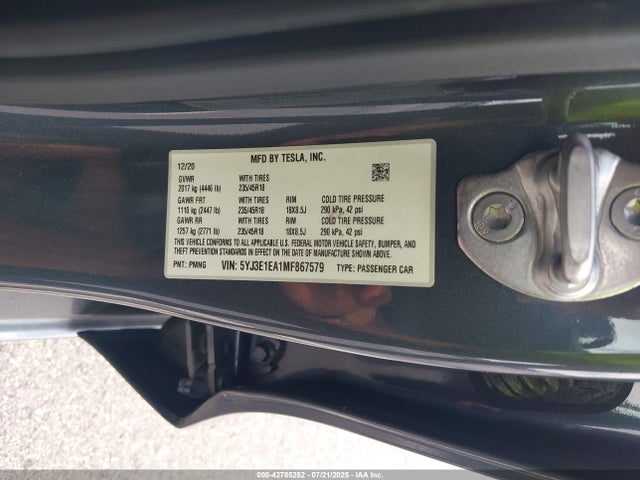 MFD BY TESLA, INC.
12/20
GVWR WITH TIRES
2017 kg (4446 lb) 235/45R18
GAWR FRT WITH TIRES RIM COLD TIRE PRESSURE
1110 kg (2447 lb) 235/45R18 18X8.5J 290 kPa, 42 psi
GAWR RR WITH TIRES RIM COLD TIRE PRESSURE
1257 kg (2771 lb) 235/45R18 18X8.5J 290 kPa, 42 psi
THIS VEHICLE CONFORMS TO ALL APPLICABLE U.S. FEDERAL MOTOR VEHICLE SAFETY, BUMPER, AND
THEFT PREVENTION STANDARDS IN EFFECT ON THE DATE OF MANUFACTURE SHOWN ABOVE.
PNT: PMNG VIN: 5YJ3E1EA1MF867579 TYPE: PASSENGER CAR
000-42785252 - 07/21/2025 - IAA Inc.